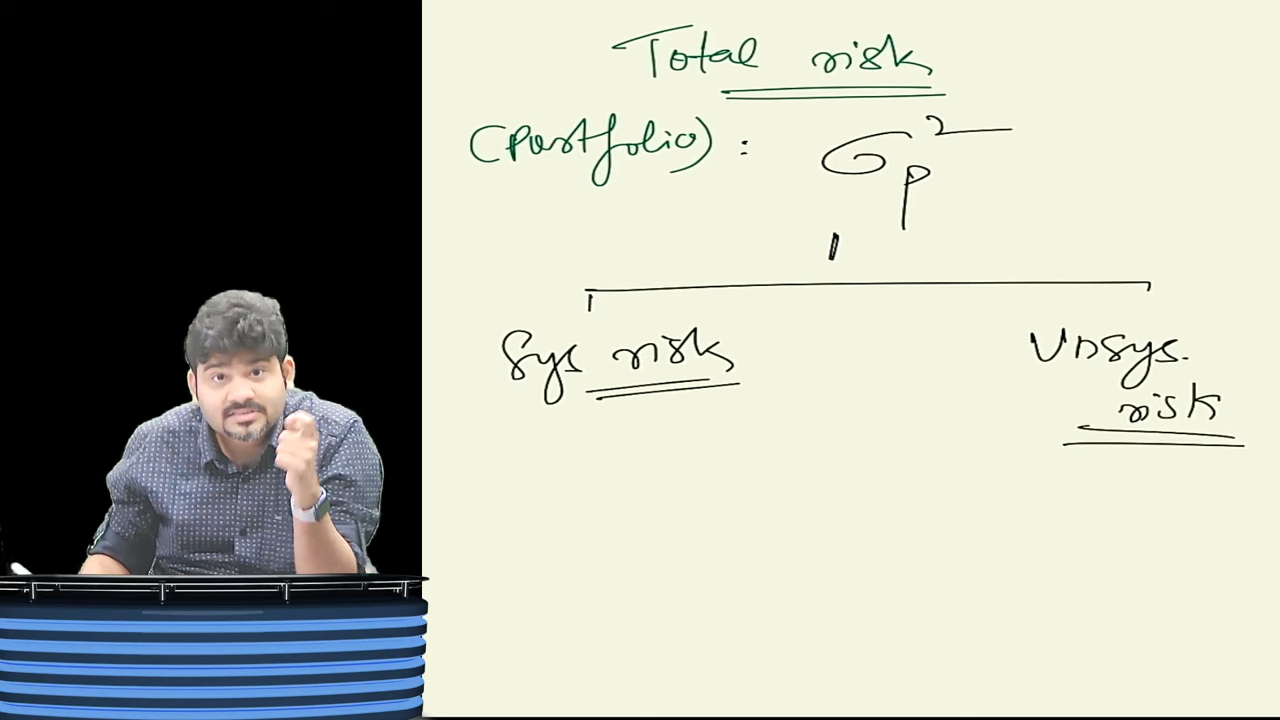 Total risk
(Portfolio) : σp²
Sys risk
Unsys.
risk